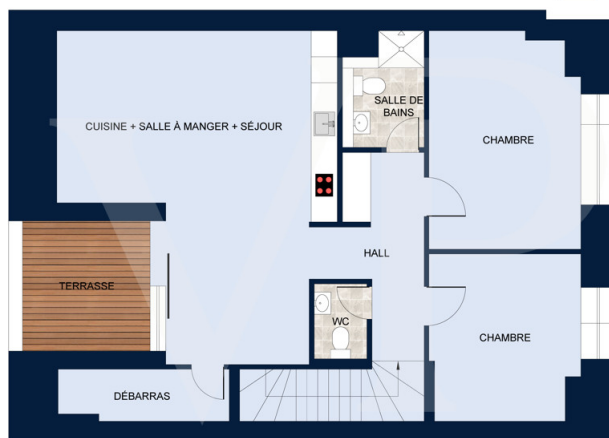 SALLE DE
BAINS
CUISINE + SALLE À MANGER + SÉJOUR
CHAMBRE
HALL
TERRASSE
WC
CHAMBRE
DÉBARRAS